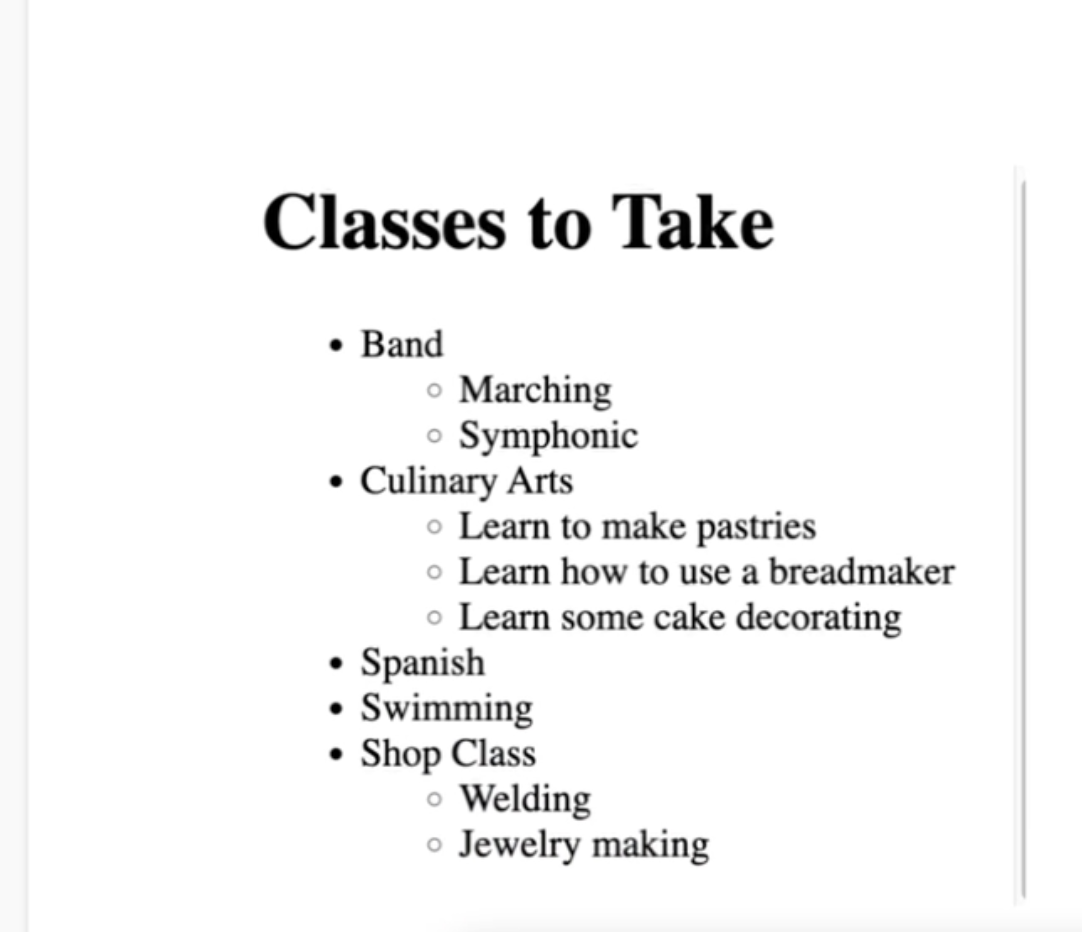 Classes to Take
• Band
◦ Marching
◦ Symphonic
• Culinary Arts
◦ Learn to make pastries
◦ Learn how to use a breadmaker
◦ Learn some cake decorating
• Spanish
• Swimming
• Shop Class
◦ Welding
◦ Jewelry making